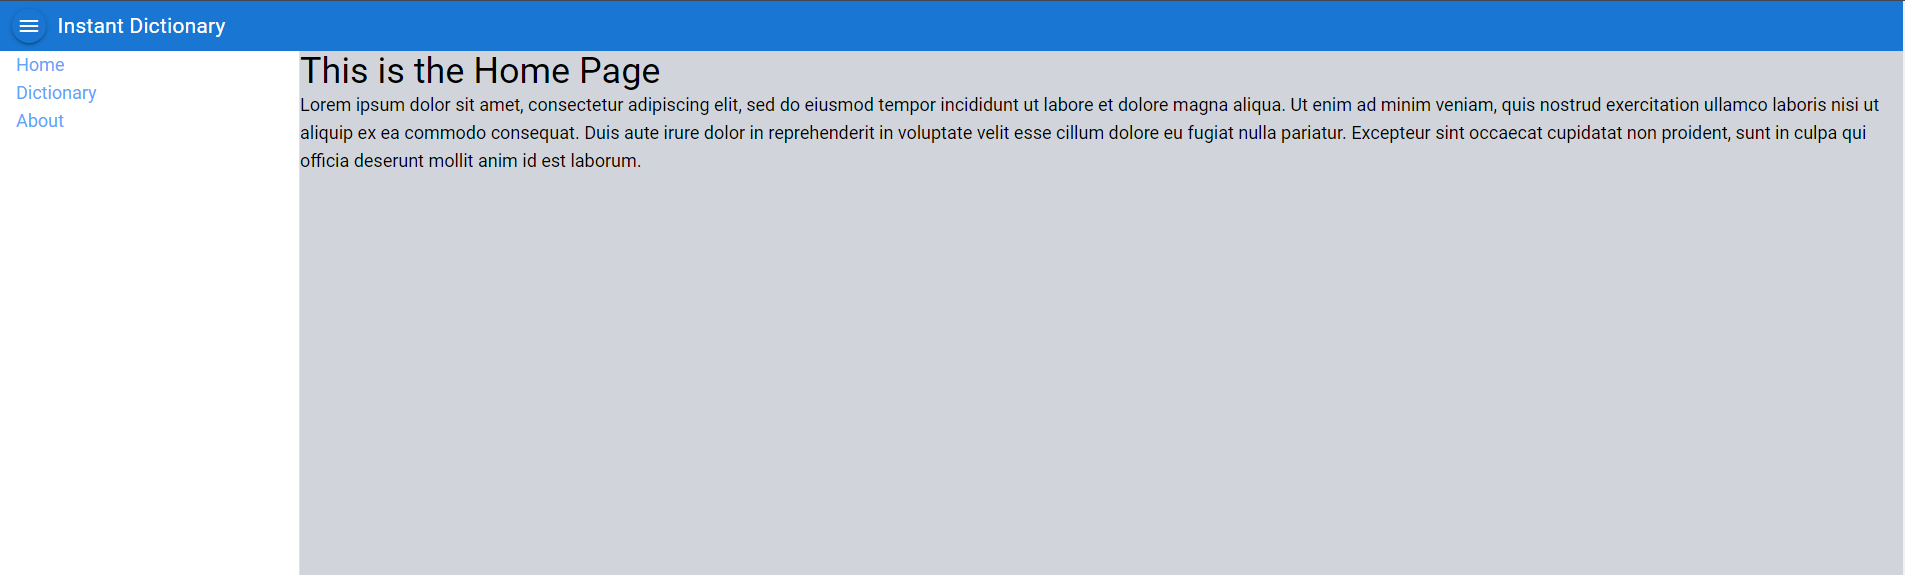 Instant Dictionary
Home
Dictionary
About
This is the Home Page
Lorem ipsum dolor sit amet, consectetur adipiscing elit, sed do eiusmod tempor incididunt ut labore et dolore magna aliqua. Ut enim ad minim veniam, quis nostrud exercitation ullamco laboris nisi ut
aliquip ex ea commodo consequat. Duis aute irure dolor in reprehenderit in voluptate velit esse cillum dolore eu fugiat nulla pariatur. Excepteur sint occaecat cupidatat non proident, sunt in culpa qui
officia deserunt mollit anim id est laborum.